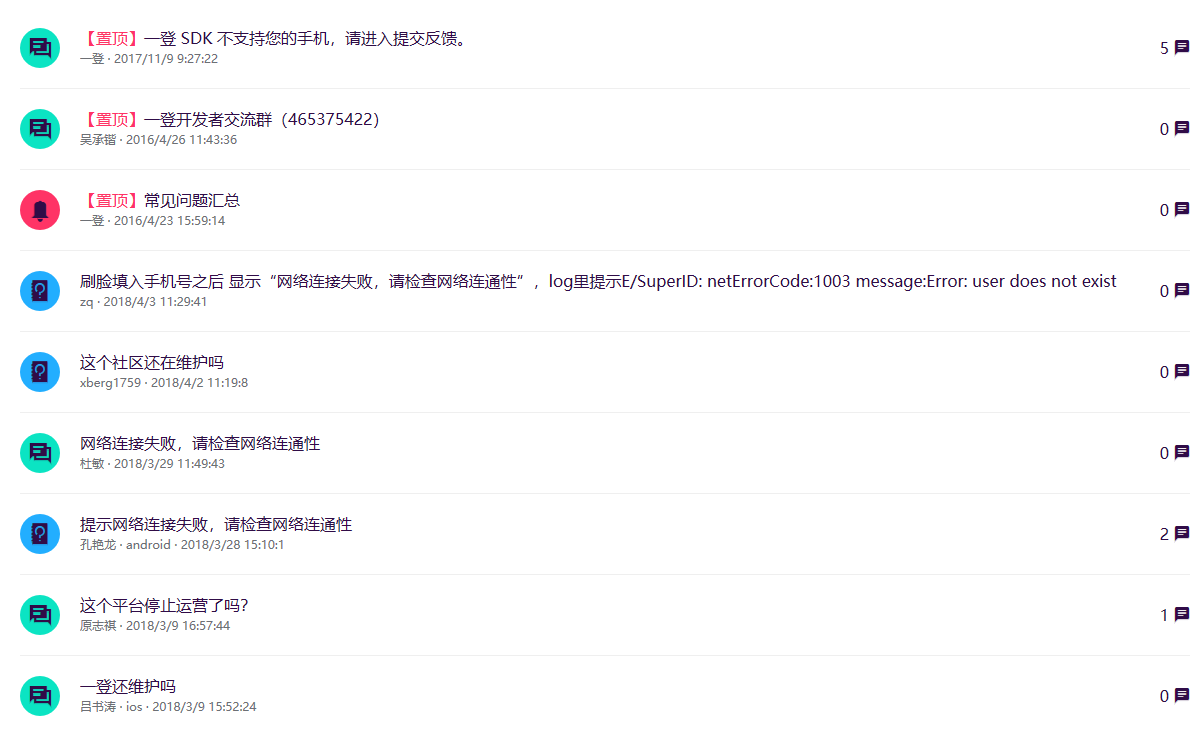 【置顶】一登 SDK 不支持您的手机，请进入提交反馈。
一登 · 2017/11/9 9:27:22
5
【置顶】一登开发者交流群（465375422）
吴承锴 · 2016/4/26 11:43:36
0
【置顶】常见问题汇总
一登 · 2016/4/23 15:59:14
0
刷脸填入手机号之后 显示“网络连接失败，请检查网络连通性”，log里提示E/SuperID: netErrorCode:1003 message:Error: user does not exist
zq · 2018/4/3 11:29:41
0
这个社区还在维护吗
xberg1759 · 2018/4/2 11:19:8
0
网络连接失败，请检查网络连通性
杜敏 · 2018/3/29 11:49:43
0
提示网络连接失败，请检查网络连通性
孔艳龙 · android · 2018/3/28 15:10:1
2
这个平台停止运营了吗？
原志祺 · 2018/3/9 16:57:44
1
一登还维护吗
吕书涛 · ios · 2018/3/9 15:52:24
0